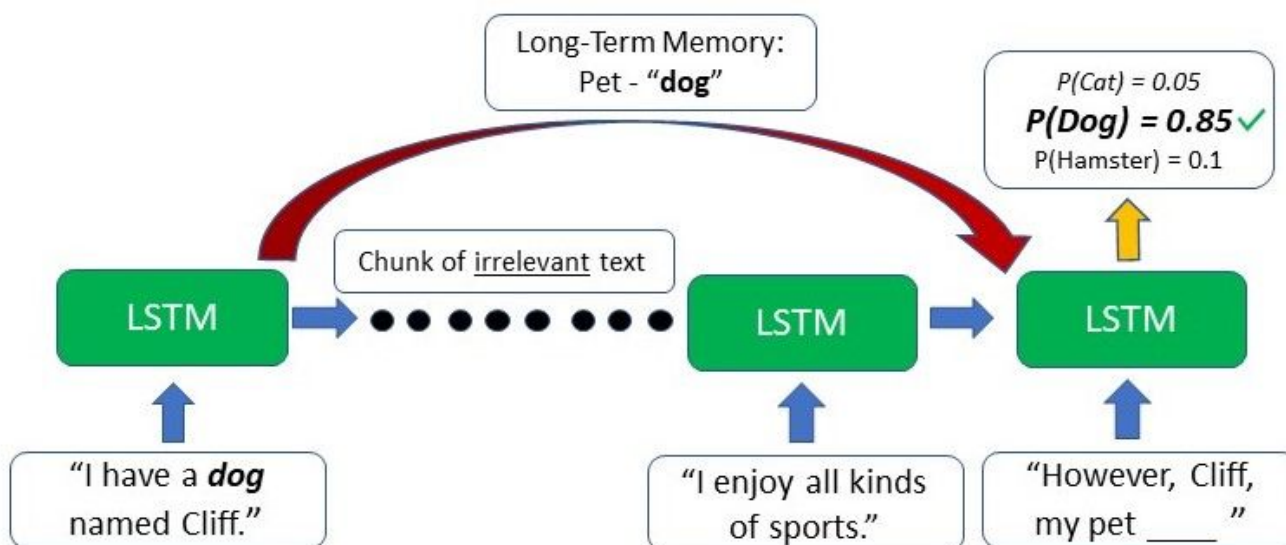 Long-Term Memory:
Pet - “dog”
P(Cat) = 0.05
P(Dog) = 0.85 ✓
P(Hamster) = 0.1
Chunk of irrelevant text
LSTM
LSTM
LSTM
“I have a dog
named Cliff.”
“I enjoy all kinds
of sports.”
“However, Cliff,
my pet ____ ”